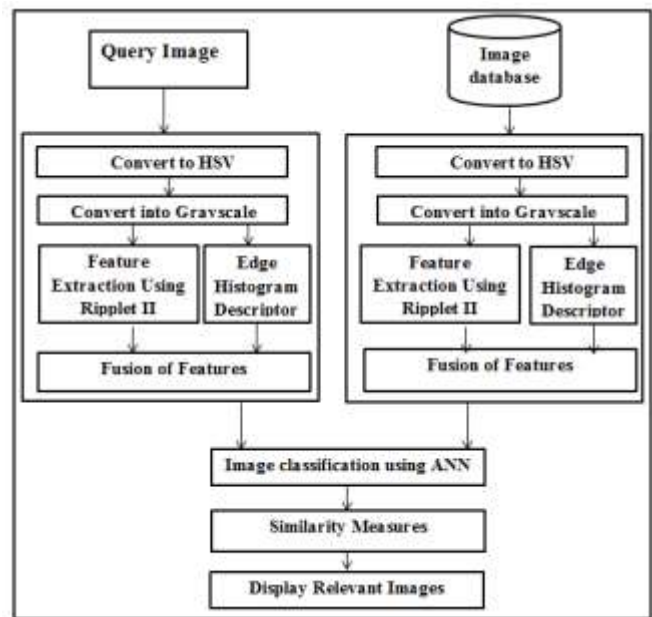 Query Image
Image
database
Convert to HSV
Convert into Grayscale
Feature
Extraction Using
Ripplet II
Edge
Histogram
Descriptor
Fusion of Features
Convert to HSV
Convert into Grayscale
Feature
Extraction Using
Ripplet II
Edge
Histogram
Descriptor
Fusion of Features
Image classification using ANN
Similarity Measures
Display Relevant Images